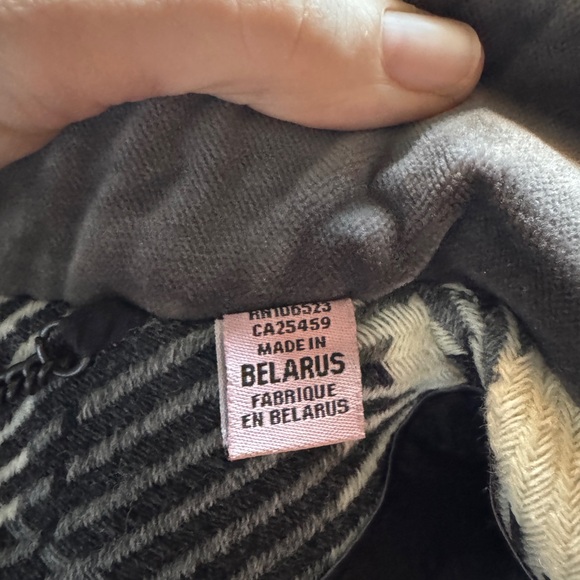 RN106523
CA25459
MADE IN
BELARUS
FABRIQUE
EN BELARUS